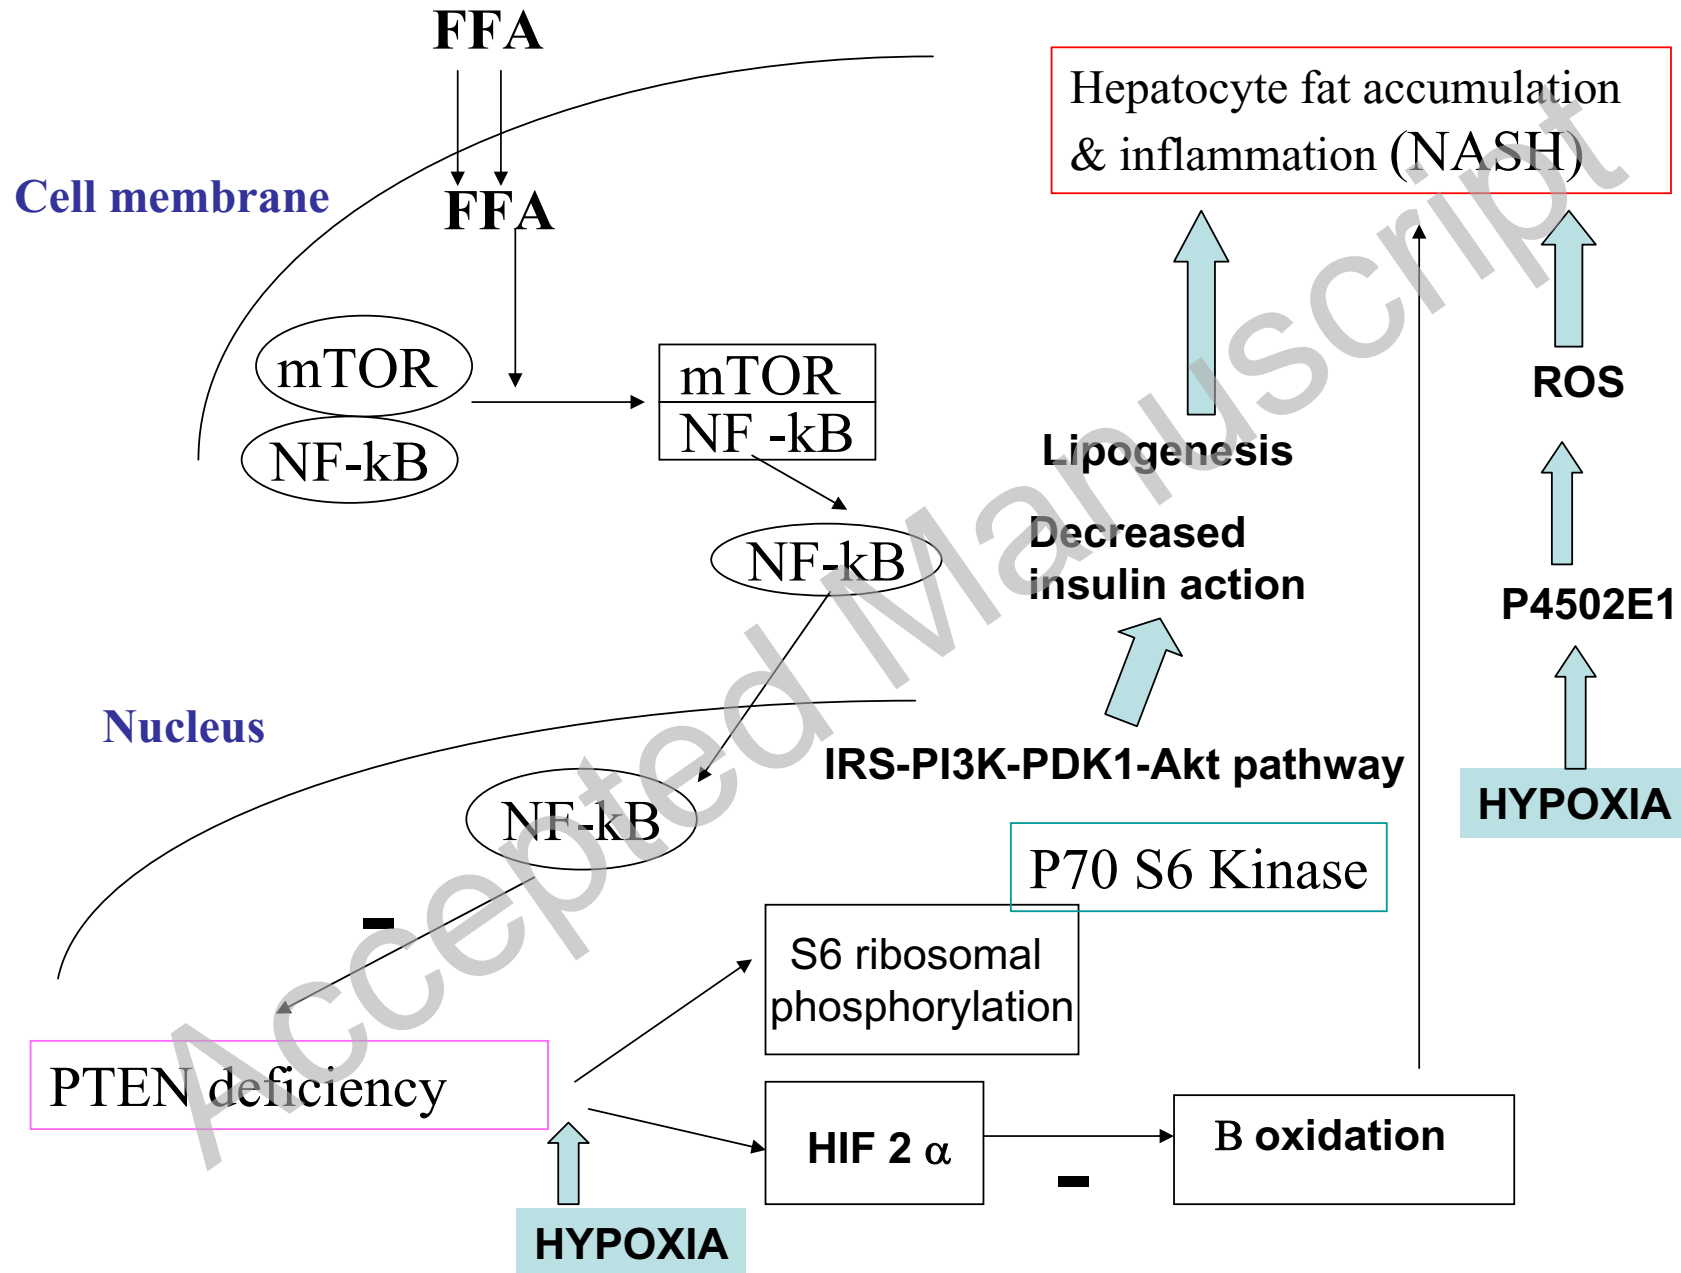 FFA
Hepatocyte fat accumulation
& inflammation (NASH)
Cell membrane
FFA
mTOR
NF-kB
mTOR
NF -kB
ROS
Lipogenesis
Decreased
insulin action
NF-kB
P4502E1
Nucleus
IRS-PI3K-PDK1-Akt pathway
HYPOXIA
NF-kB
P70 S6 Kinase
-
S6 ribosomal
phosphorylation
PTEN deficiency
HIF 2 α
-
B oxidation
HYPOXIA
Accepted Manuscript